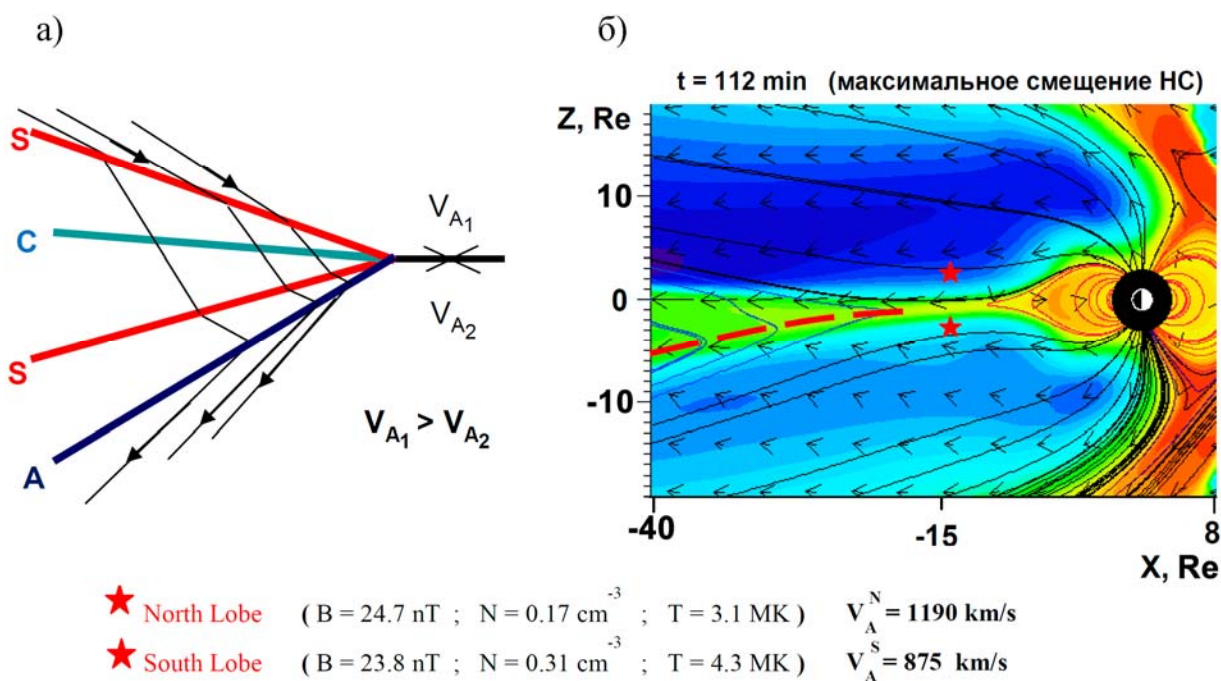 а)
S
C
S
A
V_A1
V_A2
V_A1 > V_A2
б)
t = 112 min (максимальное смещение НС)
Z, Re
10
0
-10
-40
-15
8
X, Re
North Lobe ( B = 24.7 nT ; N = 0.17 cm^-3 ; T = 3.1 MK ) V_A^N = 1190 km/s
South Lobe ( B = 23.8 nT ; N = 0.31 cm^-3 ; T = 4.3 MK ) V_A^S = 875 km/s